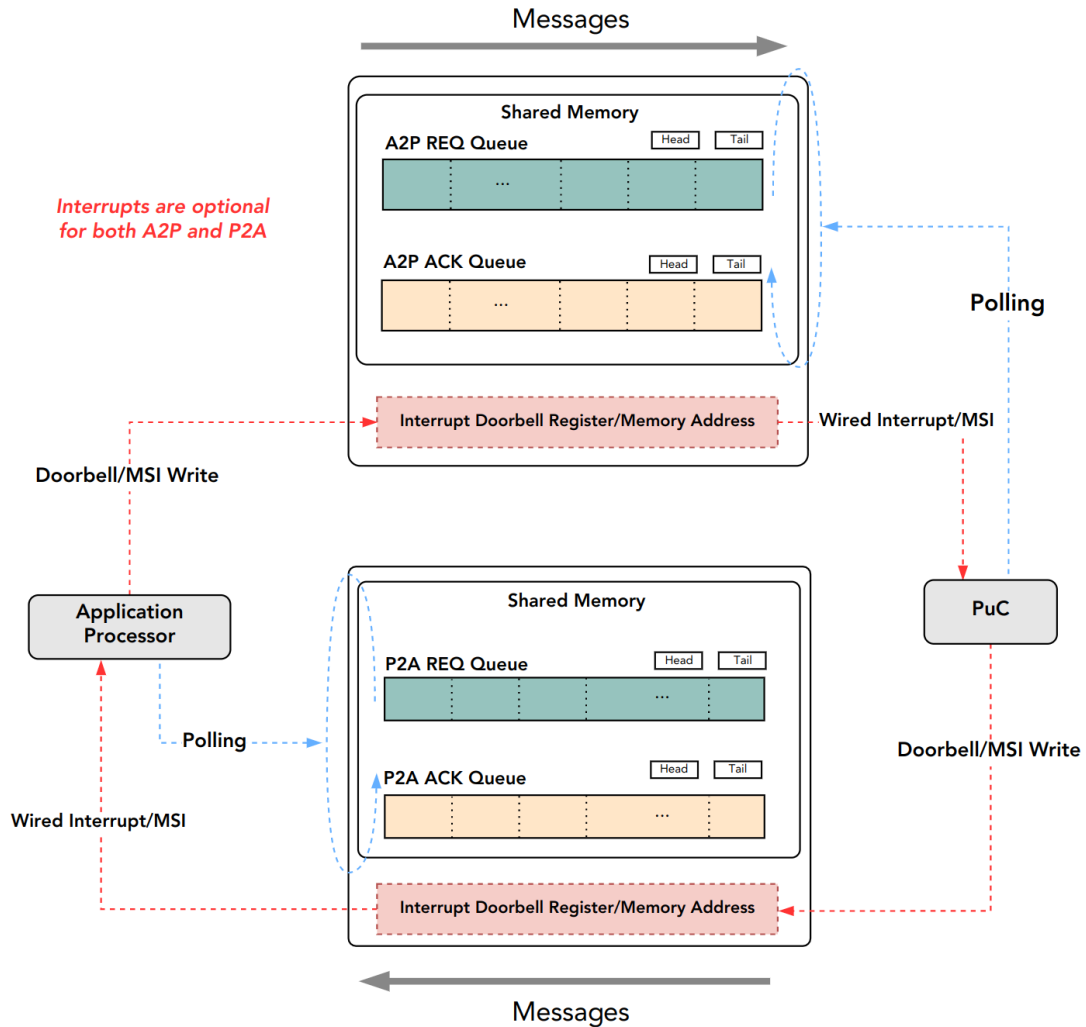 Messages
Shared Memory
A2P REQ Queue
Head
Tail
...
Interrupts are optional
for both A2P and P2A
A2P ACK Queue
Head
Tail
...
Polling
Interrupt Doorbell Register/Memory Address
Wired Interrupt/MSI
Doorbell/MSI Write
Shared Memory
Application
Processor
PuC
P2A REQ Queue
Head
Tail
...
Polling
Doorbell/MSI Write
P2A ACK Queue
Head
Tail
...
Wired Interrupt/MSI
Interrupt Doorbell Register/Memory Address
Messages